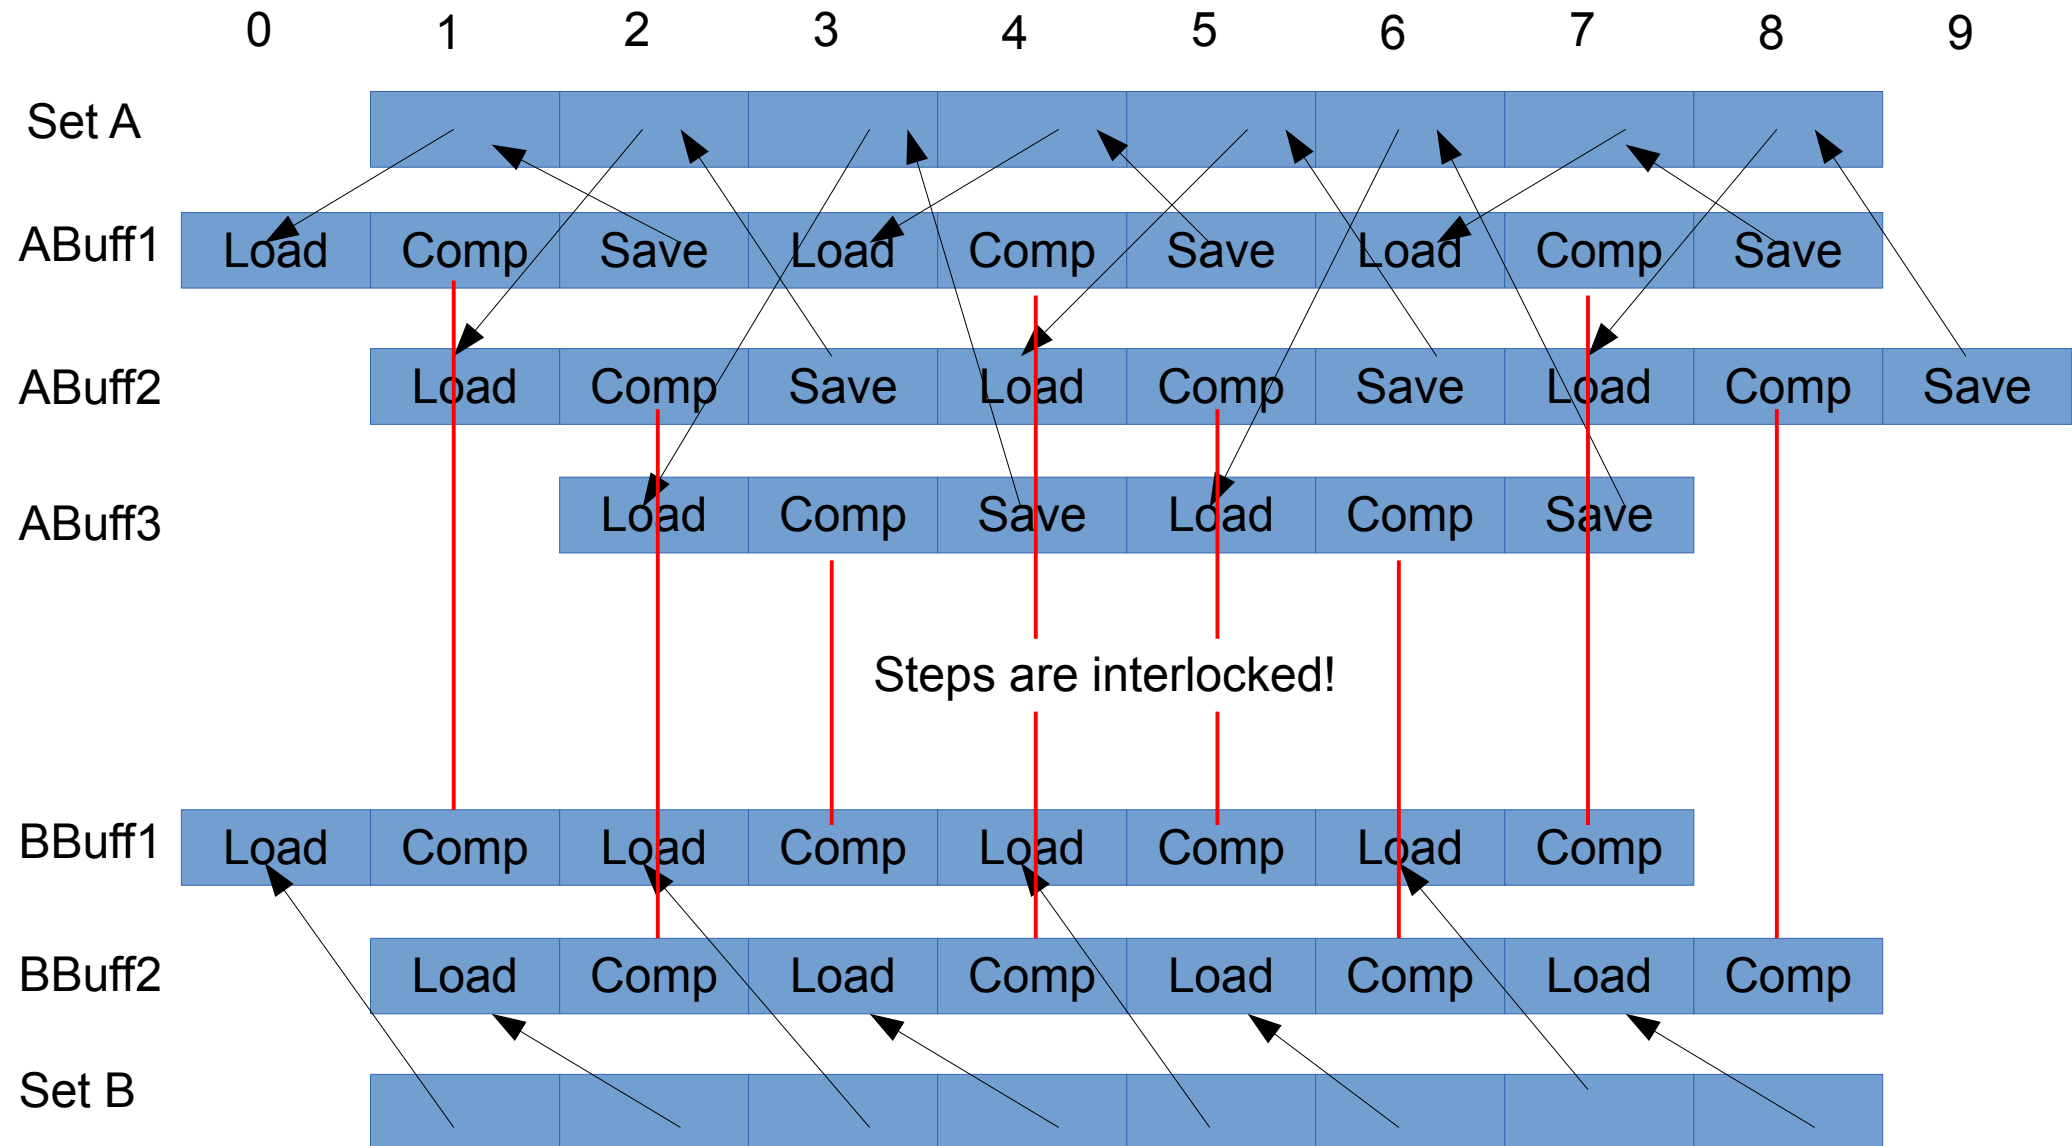 0 1 2 3 4 5 6 7 8 9
Set A
ABuff1 Load Comp Save Load Comp Save Load Comp Save
ABuff2 Load Comp Save Load Comp Save Load Comp Save
ABuff3 Load Comp Save Load Comp Save
Steps are interlocked!
BBuff1 Load Comp Load Comp Load Comp Load Comp
BBuff2 Load Comp Load Comp Load Comp Load Comp
Set B